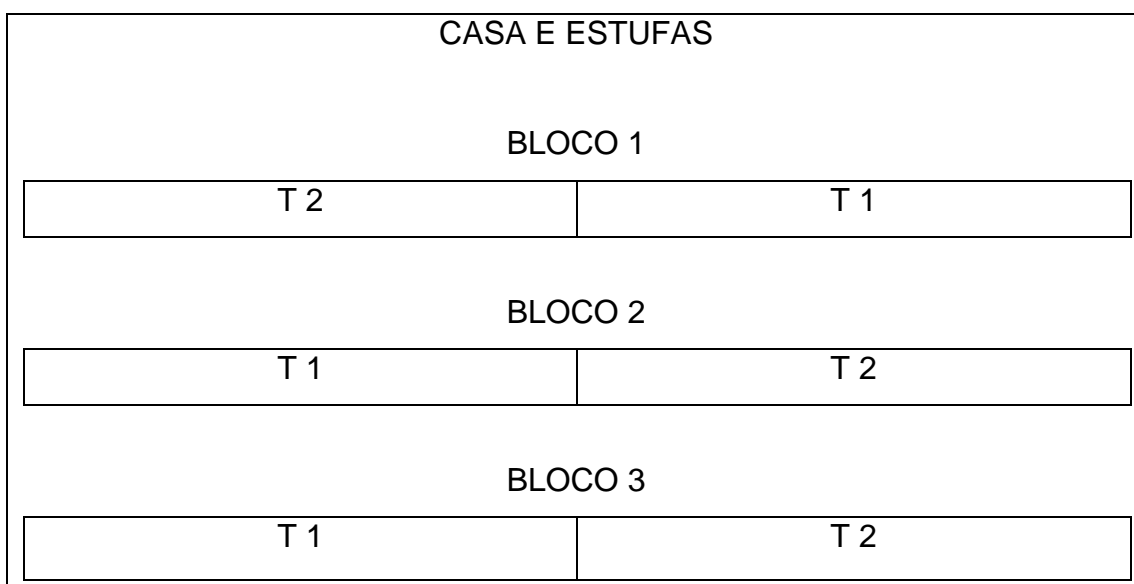 CASA E ESTUFAS
BLOCO 1
T 2 T 1
BLOCO 2
T 1 T 2
BLOCO 3
T 1 T 2